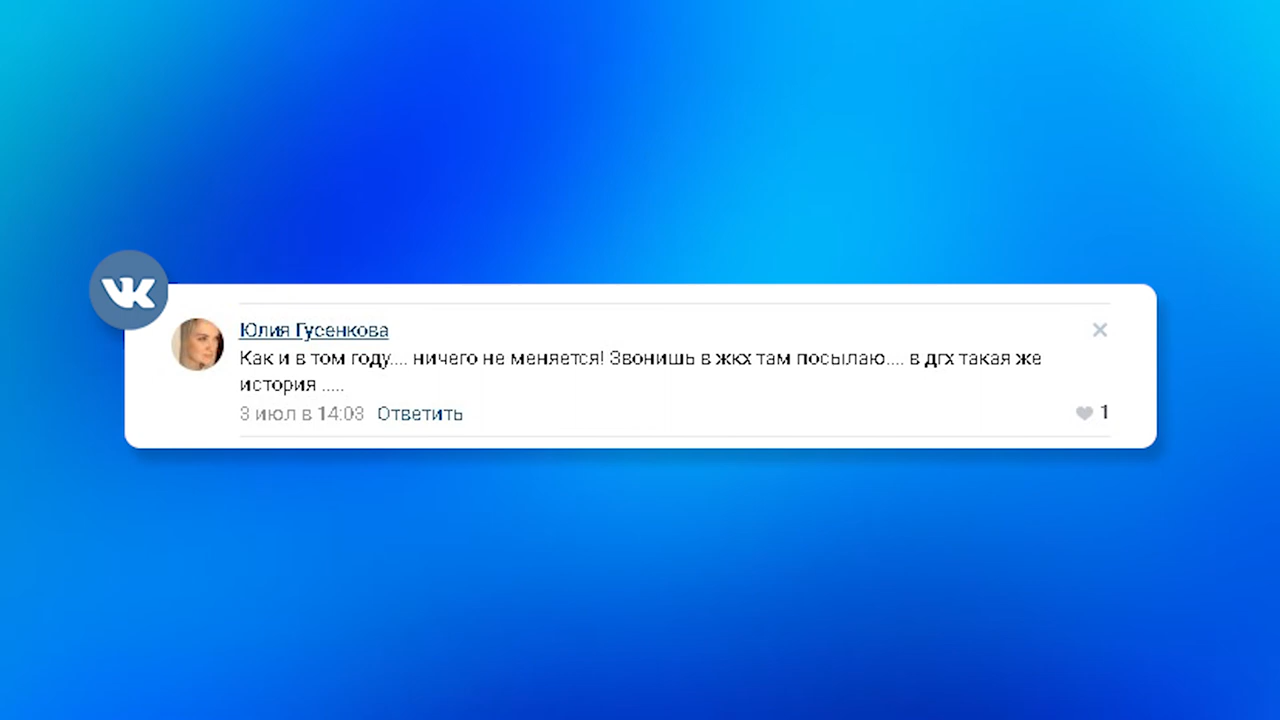 VK
Юлия Гусенкова
Как и в том году.... ничего не меняется! Звонишь в жкх там посылаю.... в дгх такая же
история .....
3 июл в 14:03 Ответить
1